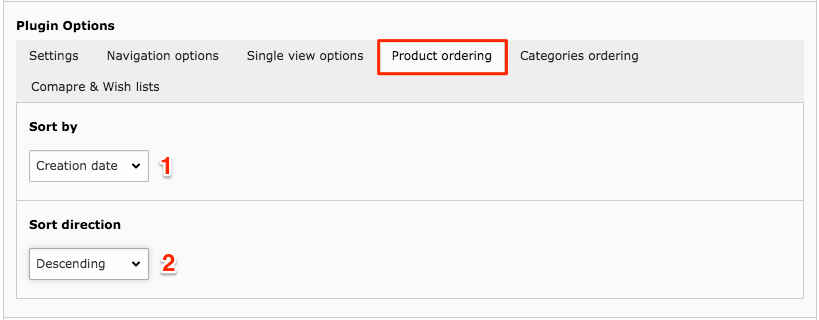 Plugin Options
Settings Navigation options Single view options Product ordering Categories ordering
Comapre & Wish lists
Sort by
Creation date 1
Sort direction
Descending 2